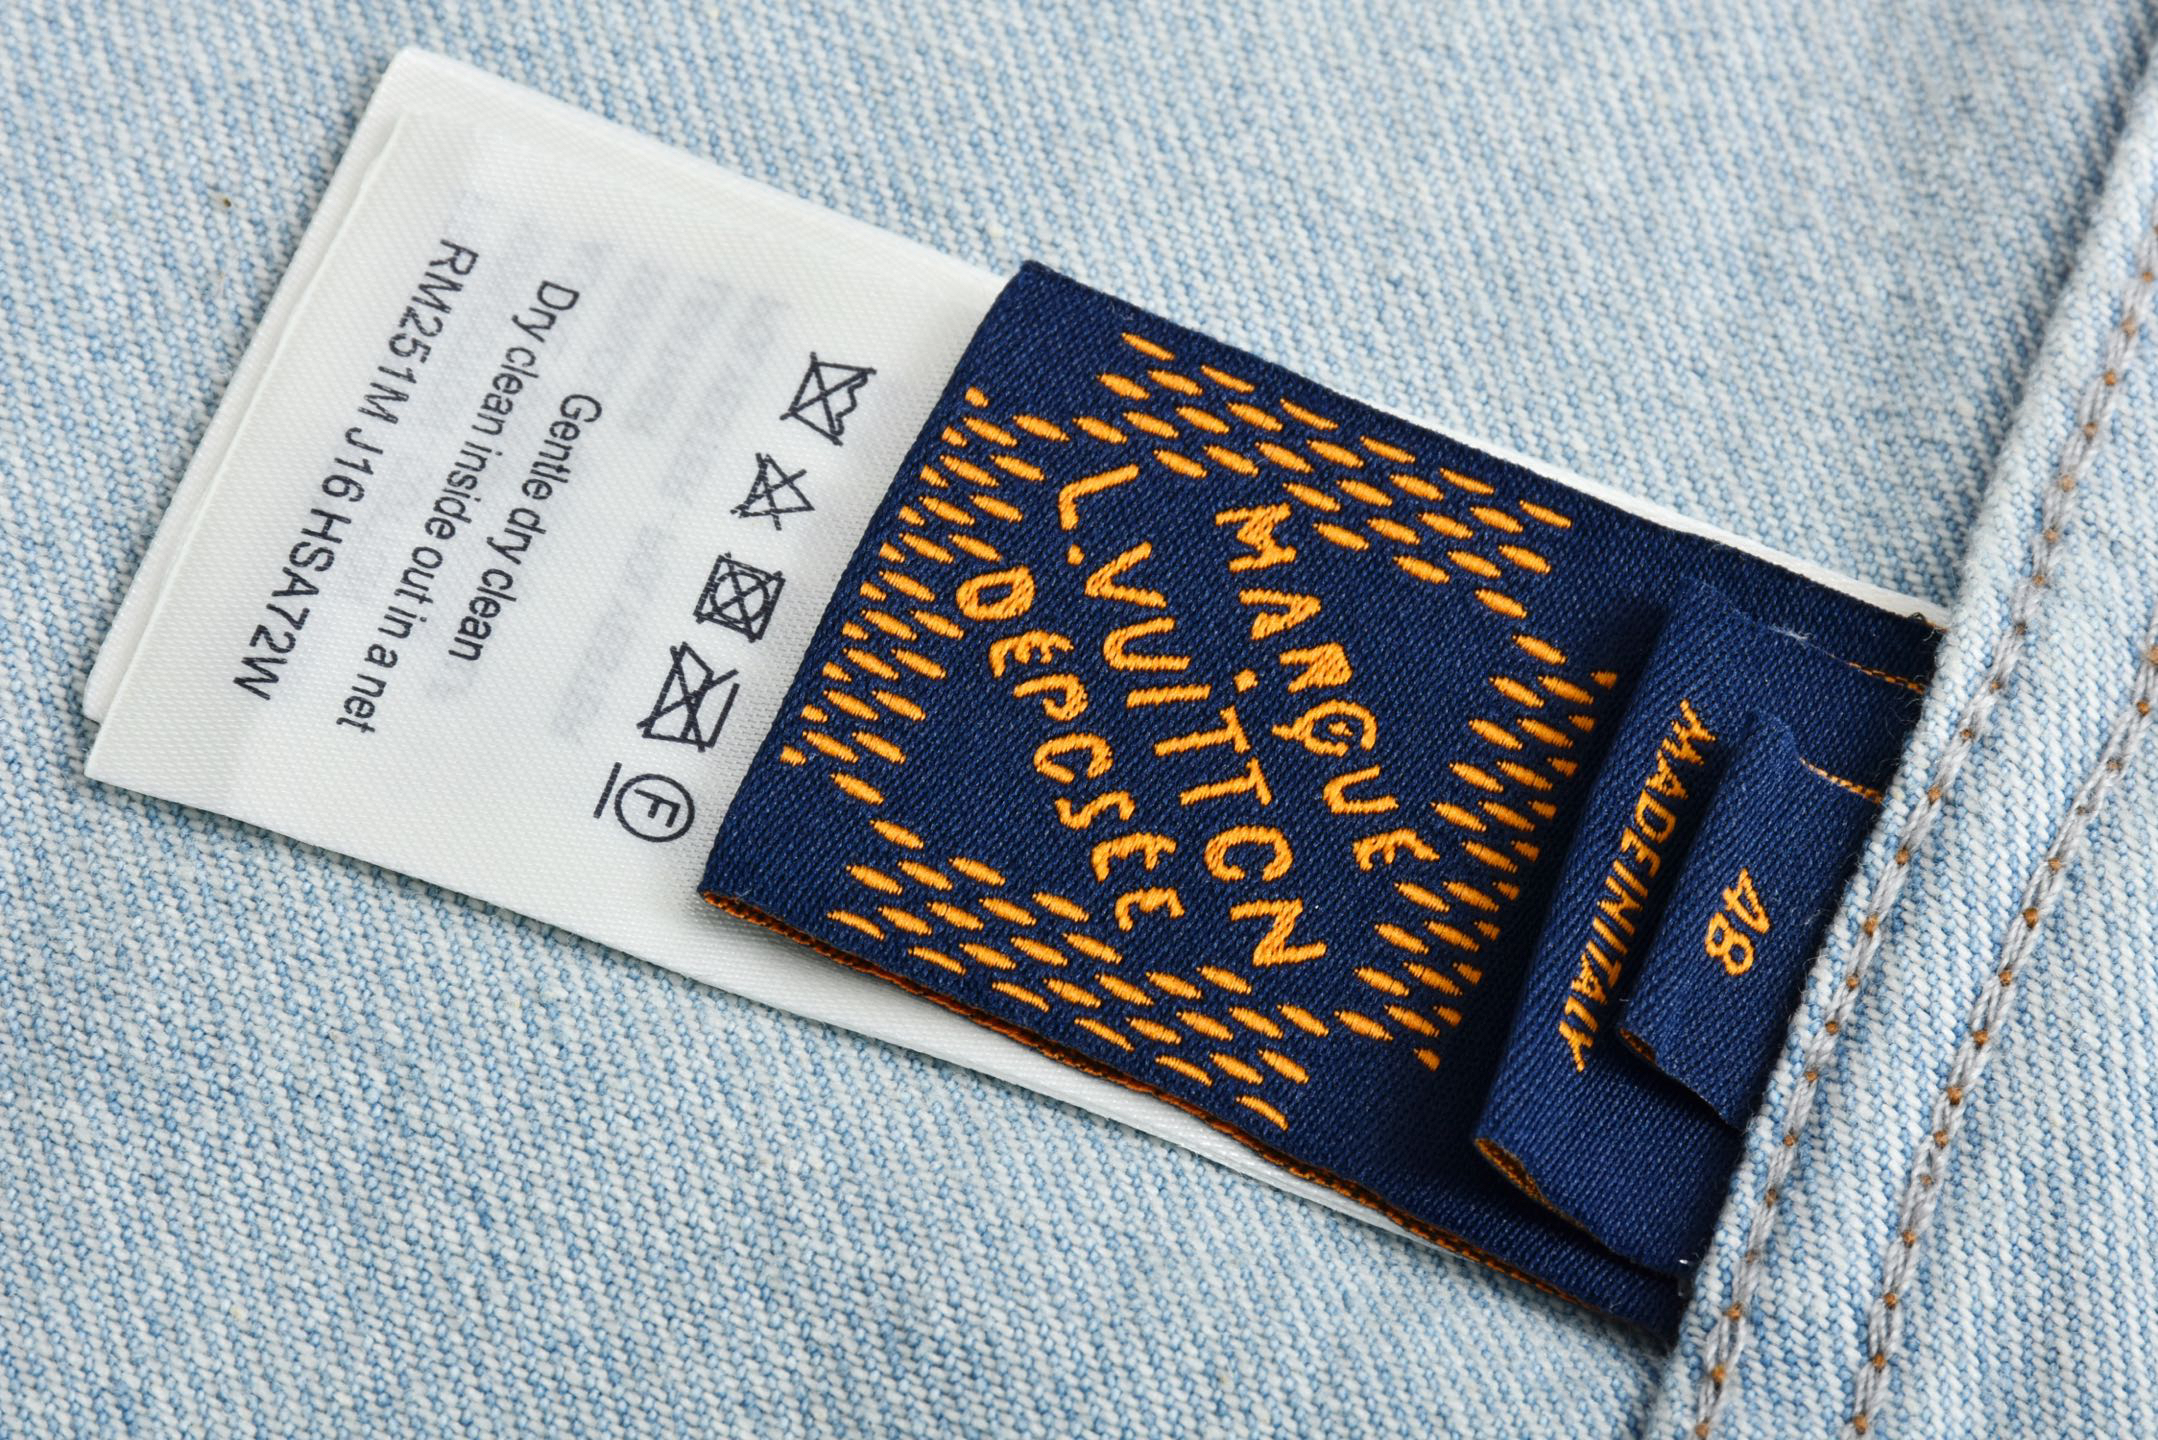 48
MADE IN ITALY
MARQUE
L.VUITTON
DEPOSEE
F
Gentle dry clean
Dry clean inside out in a net
RM251M J16 HSA72W